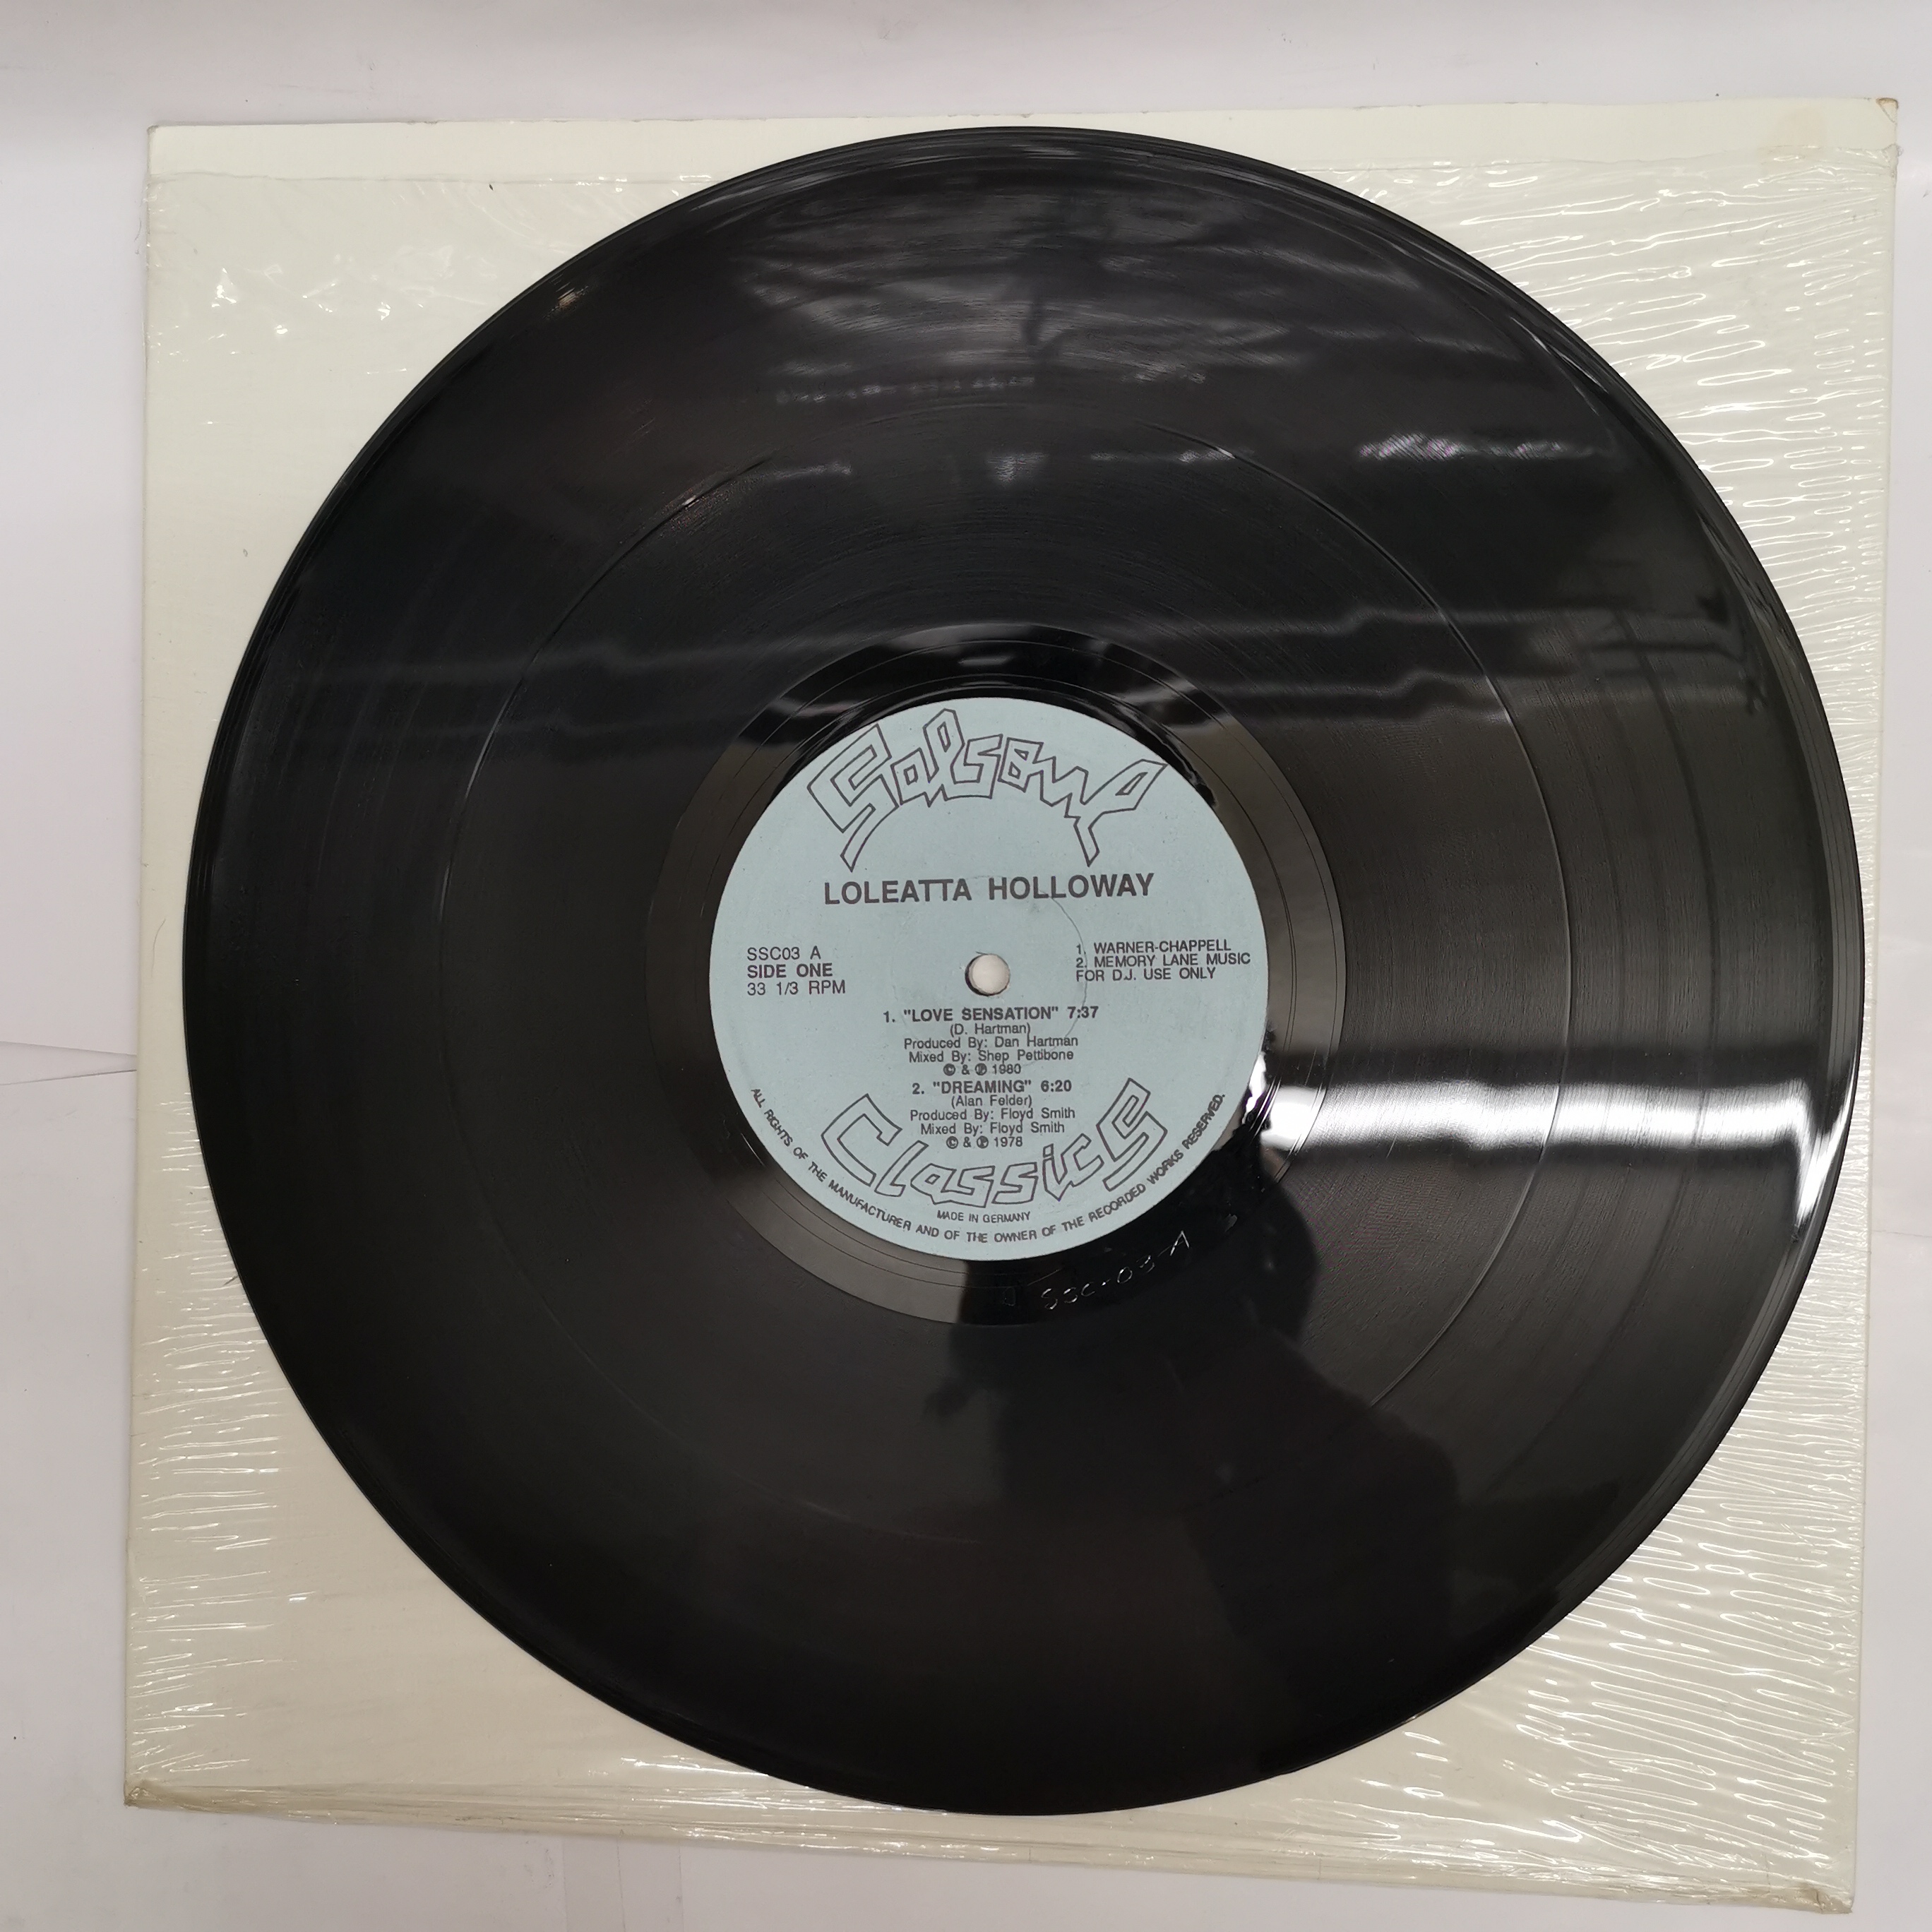 Salsoul
LOLEATTA HOLLOWAY
SSC03 A
SIDE ONE
33 1/3 RPM
1. WARNER-CHAPPELL
2. MEMORY LANE MUSIC
FOR D.J. USE ONLY
1. "LOVE SENSATION" 7:37
(D. Hartman)
Produced By: Dan Hartman
Mixed By: Shep Pettibone
© & ℗ 1980
2. "DREAMING" 6:20
(Alan Felder)
Produced By: Floyd Smith
Mixed By: Floyd Smith
© & ℗ 1978
Classics
MADE IN GERMANY
ALL RIGHTS OF THE MANUFACTURER AND OF THE OWNER OF THE RECORDED WORKS RESERVED.
SSC-03-A